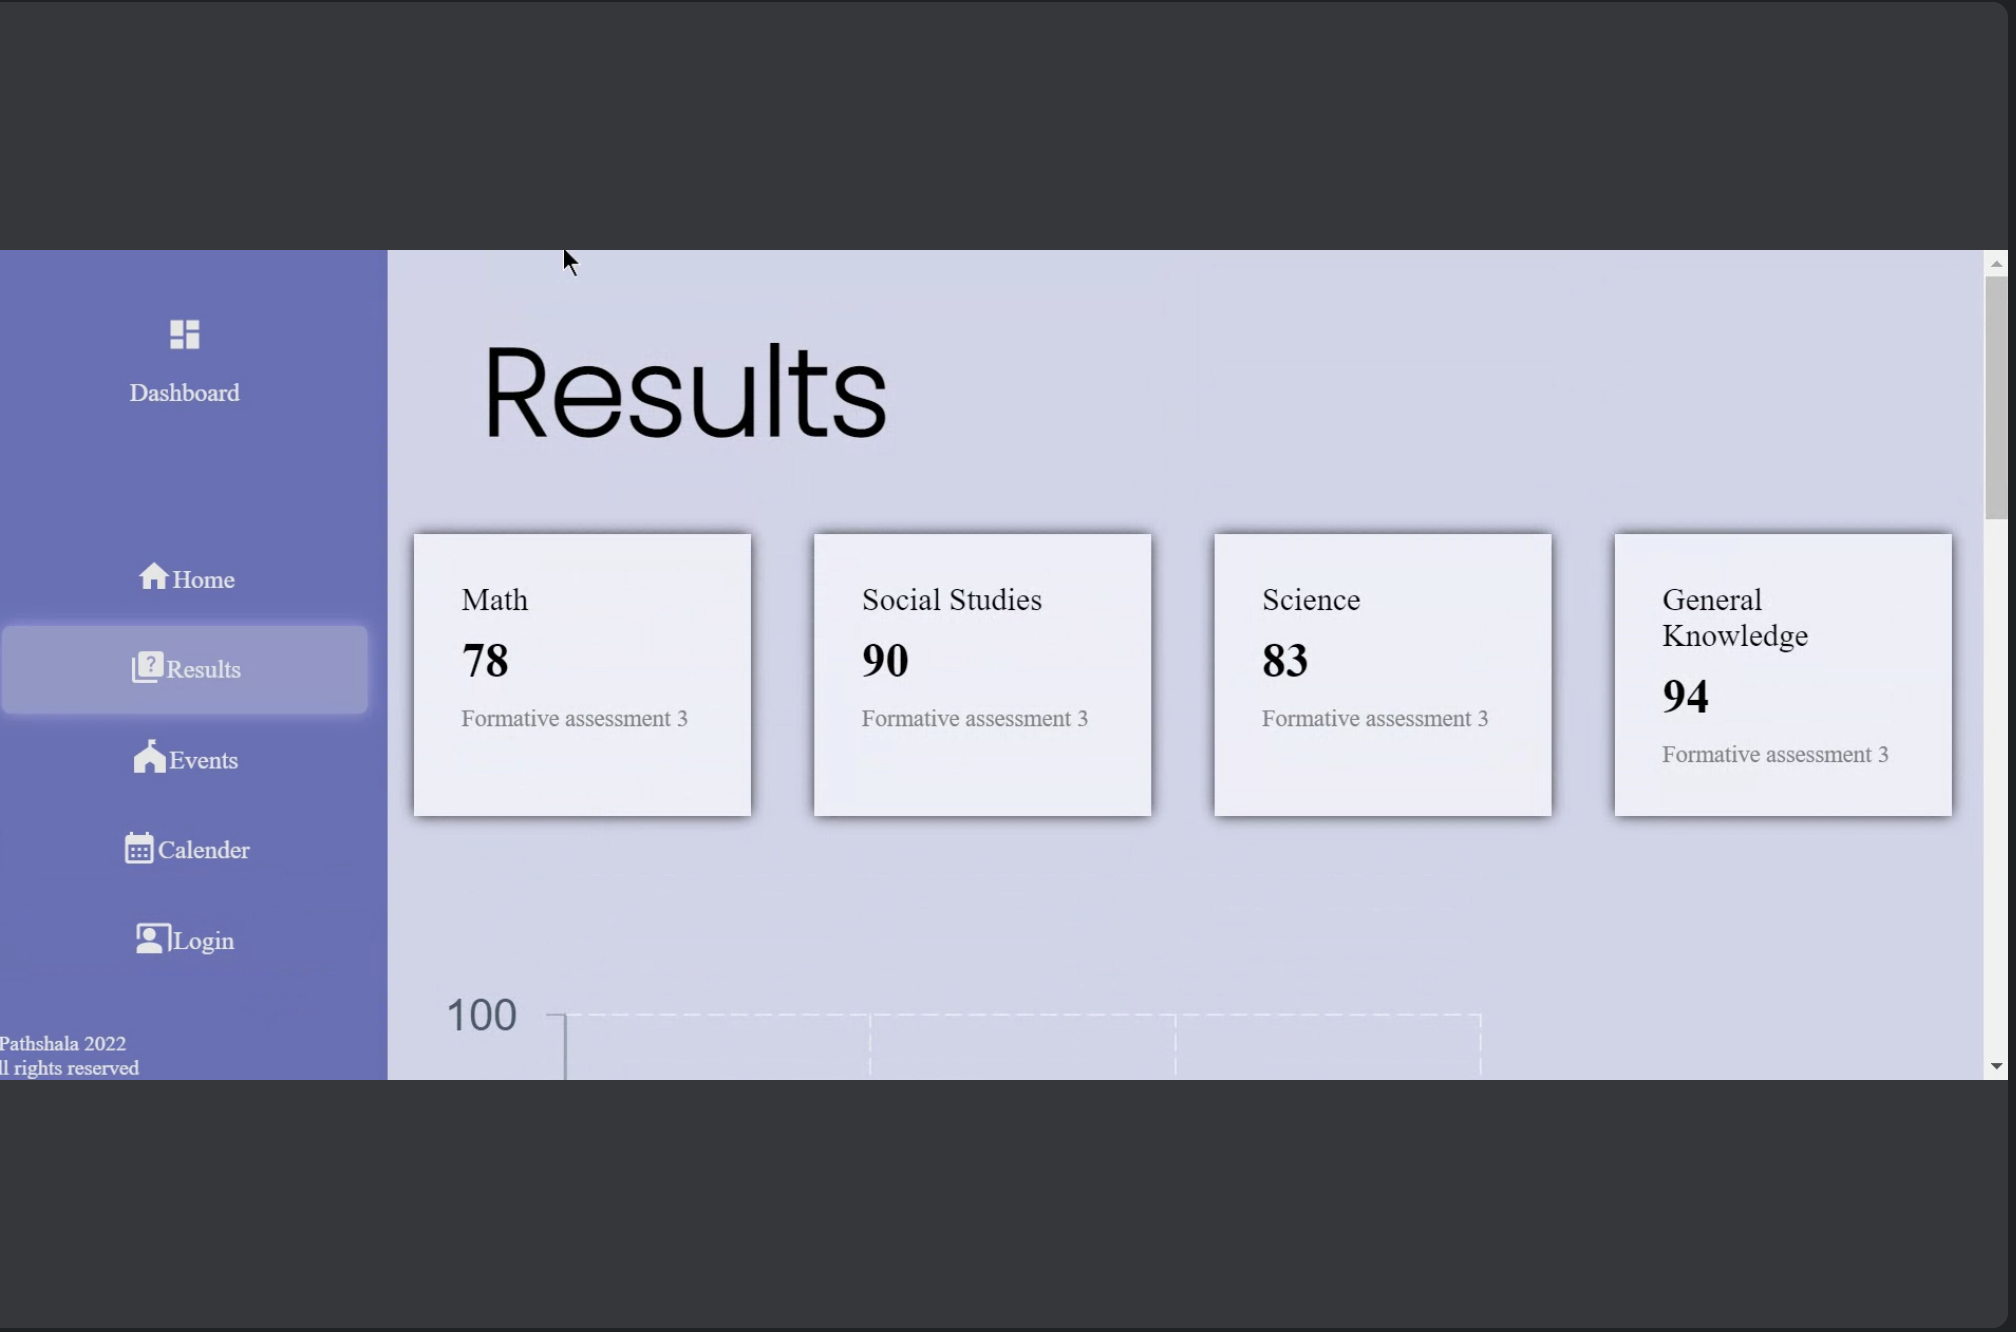 Dashboard
Home
Results
Events
Calender
Login
Pathshala 2022
rights reserved
Results
Math
78
Formative assessment 3
Social Studies
90
Formative assessment 3
Science
83
Formative assessment 3
General
Knowledge
94
Formative assessment 3
100